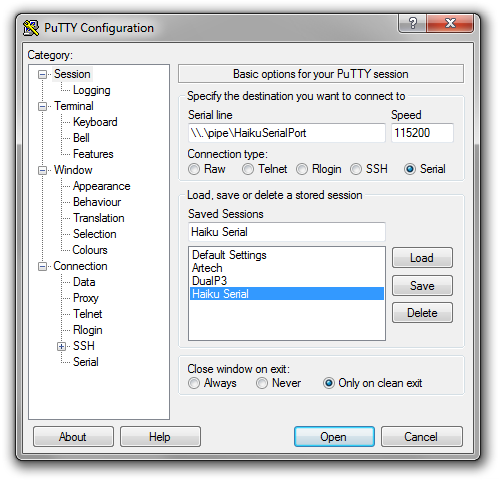 PuTTY Configuration
Category:
Session
Logging
Terminal
Keyboard
Bell
Features
Window
Appearance
Behaviour
Translation
Selection
Colours
Connection
Data
Proxy
Telnet
Rlogin
SSH
Serial
Basic options for your PuTTY session
Specify the destination you want to connect to
Serial line Speed
\\.\pipe\HaikuSerialPort 115200
Connection type:
Raw Telnet Rlogin SSH Serial
Load, save or delete a stored session
Saved Sessions
Haiku Serial
Default Settings
Artech
DualP3
Haiku Serial
Load
Save
Delete
Close window on exit:
Always Never Only on clean exit
About Help Open Cancel